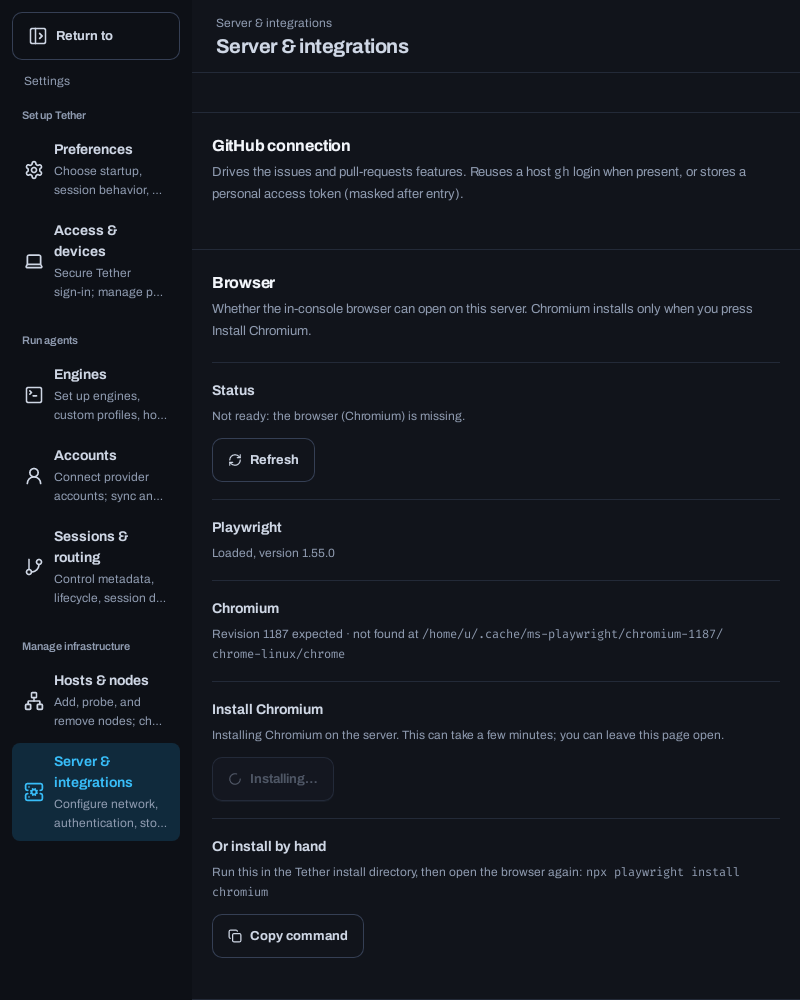 Return to
Settings
Set up Tether
Preferences
Choose startup,
session behavior, ...
Access &
devices
Secure Tether
sign-in; manage p...
Run agents
Engines
Set up engines,
custom profiles, ho...
Accounts
Connect provider
accounts; sync an...
Sessions &
routing
Control metadata,
lifecycle, session d...
Manage infrastructure
Hosts & nodes
Add, probe, and
remove nodes; ch...
Server &
integrations
Configure network,
authentication, sto...
Server & integrations
Server & integrations
GitHub connection
Drives the issues and pull-requests features. Reuses a host gh login when present, or stores a
personal access token (masked after entry).
Browser
Whether the in-console browser can open on this server. Chromium installs only when you press
Install Chromium.
Status
Not ready: the browser (Chromium) is missing.
Refresh
Playwright
Loaded, version 1.55.0
Chromium
Revision 1187 expected · not found at /home/u/.cache/ms-playwright/chromium-1187/
chrome-linux/chrome
Install Chromium
Installing Chromium on the server. This can take a few minutes; you can leave this page open.
Installing...
Or install by hand
Run this in the Tether install directory, then open the browser again: npx playwright install
chromium
Copy command